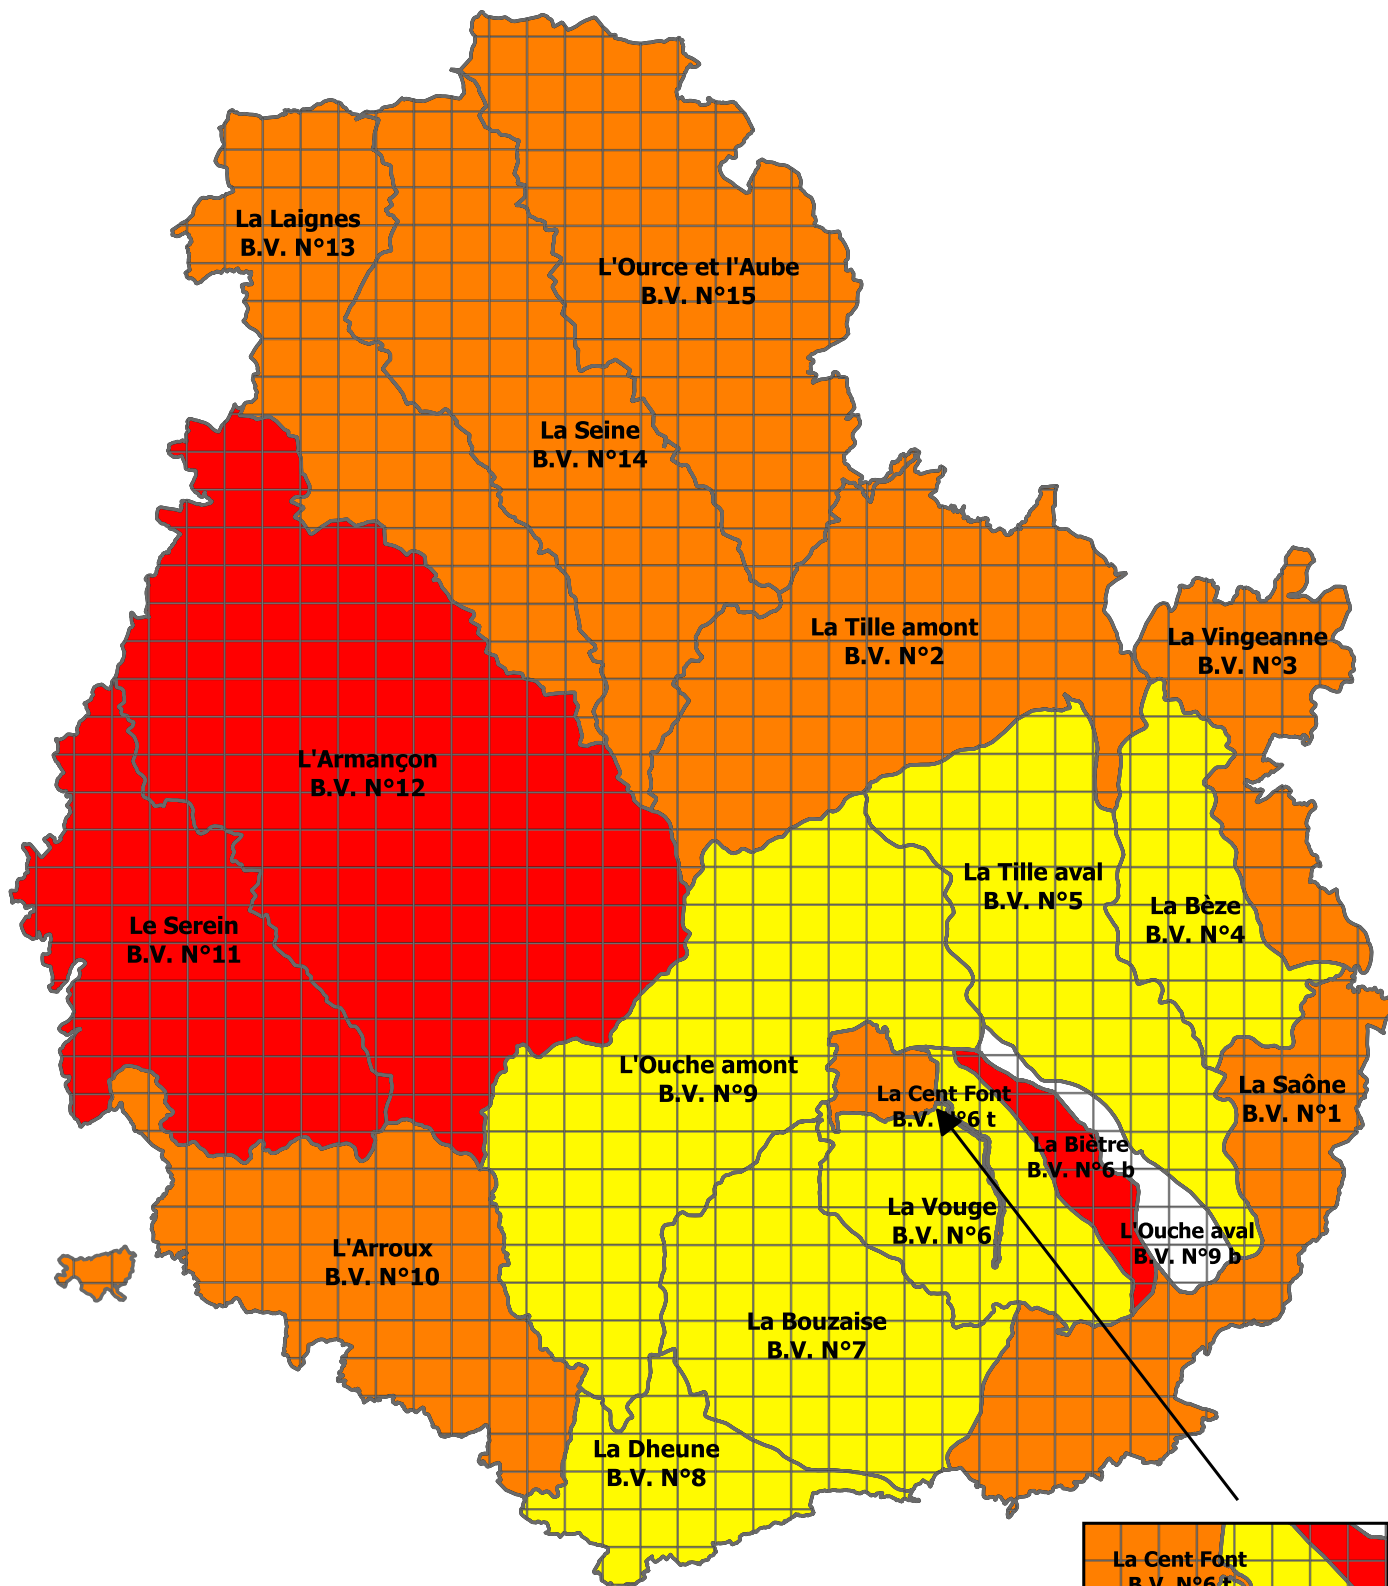 La Laignes
B.V. N°13
L'Ource et l'Aube
B.V. N°15
La Seine
B.V. N°14
La Tille amont
B.V. N°2
La Vingeanne
B.V. N°3
L'Armançon
B.V. N°12
La Tille aval
B.V. N°5
La Bèze
B.V. N°4
Le Serein
B.V. N°11
L'Ouche amont
B.V. N°9
La Cent Font
B.V. N°6 t
La Saône
B.V. N°1
La Biètre
B.V. N°6 b
La Vouge
B.V. N°6
L'Ouche aval
B.V. N°9 b
L'Arroux
B.V. N°10
La Bouzaise
B.V. N°7
La Dheune
B.V. N°8
La Cent Font
B.V. N°6 t